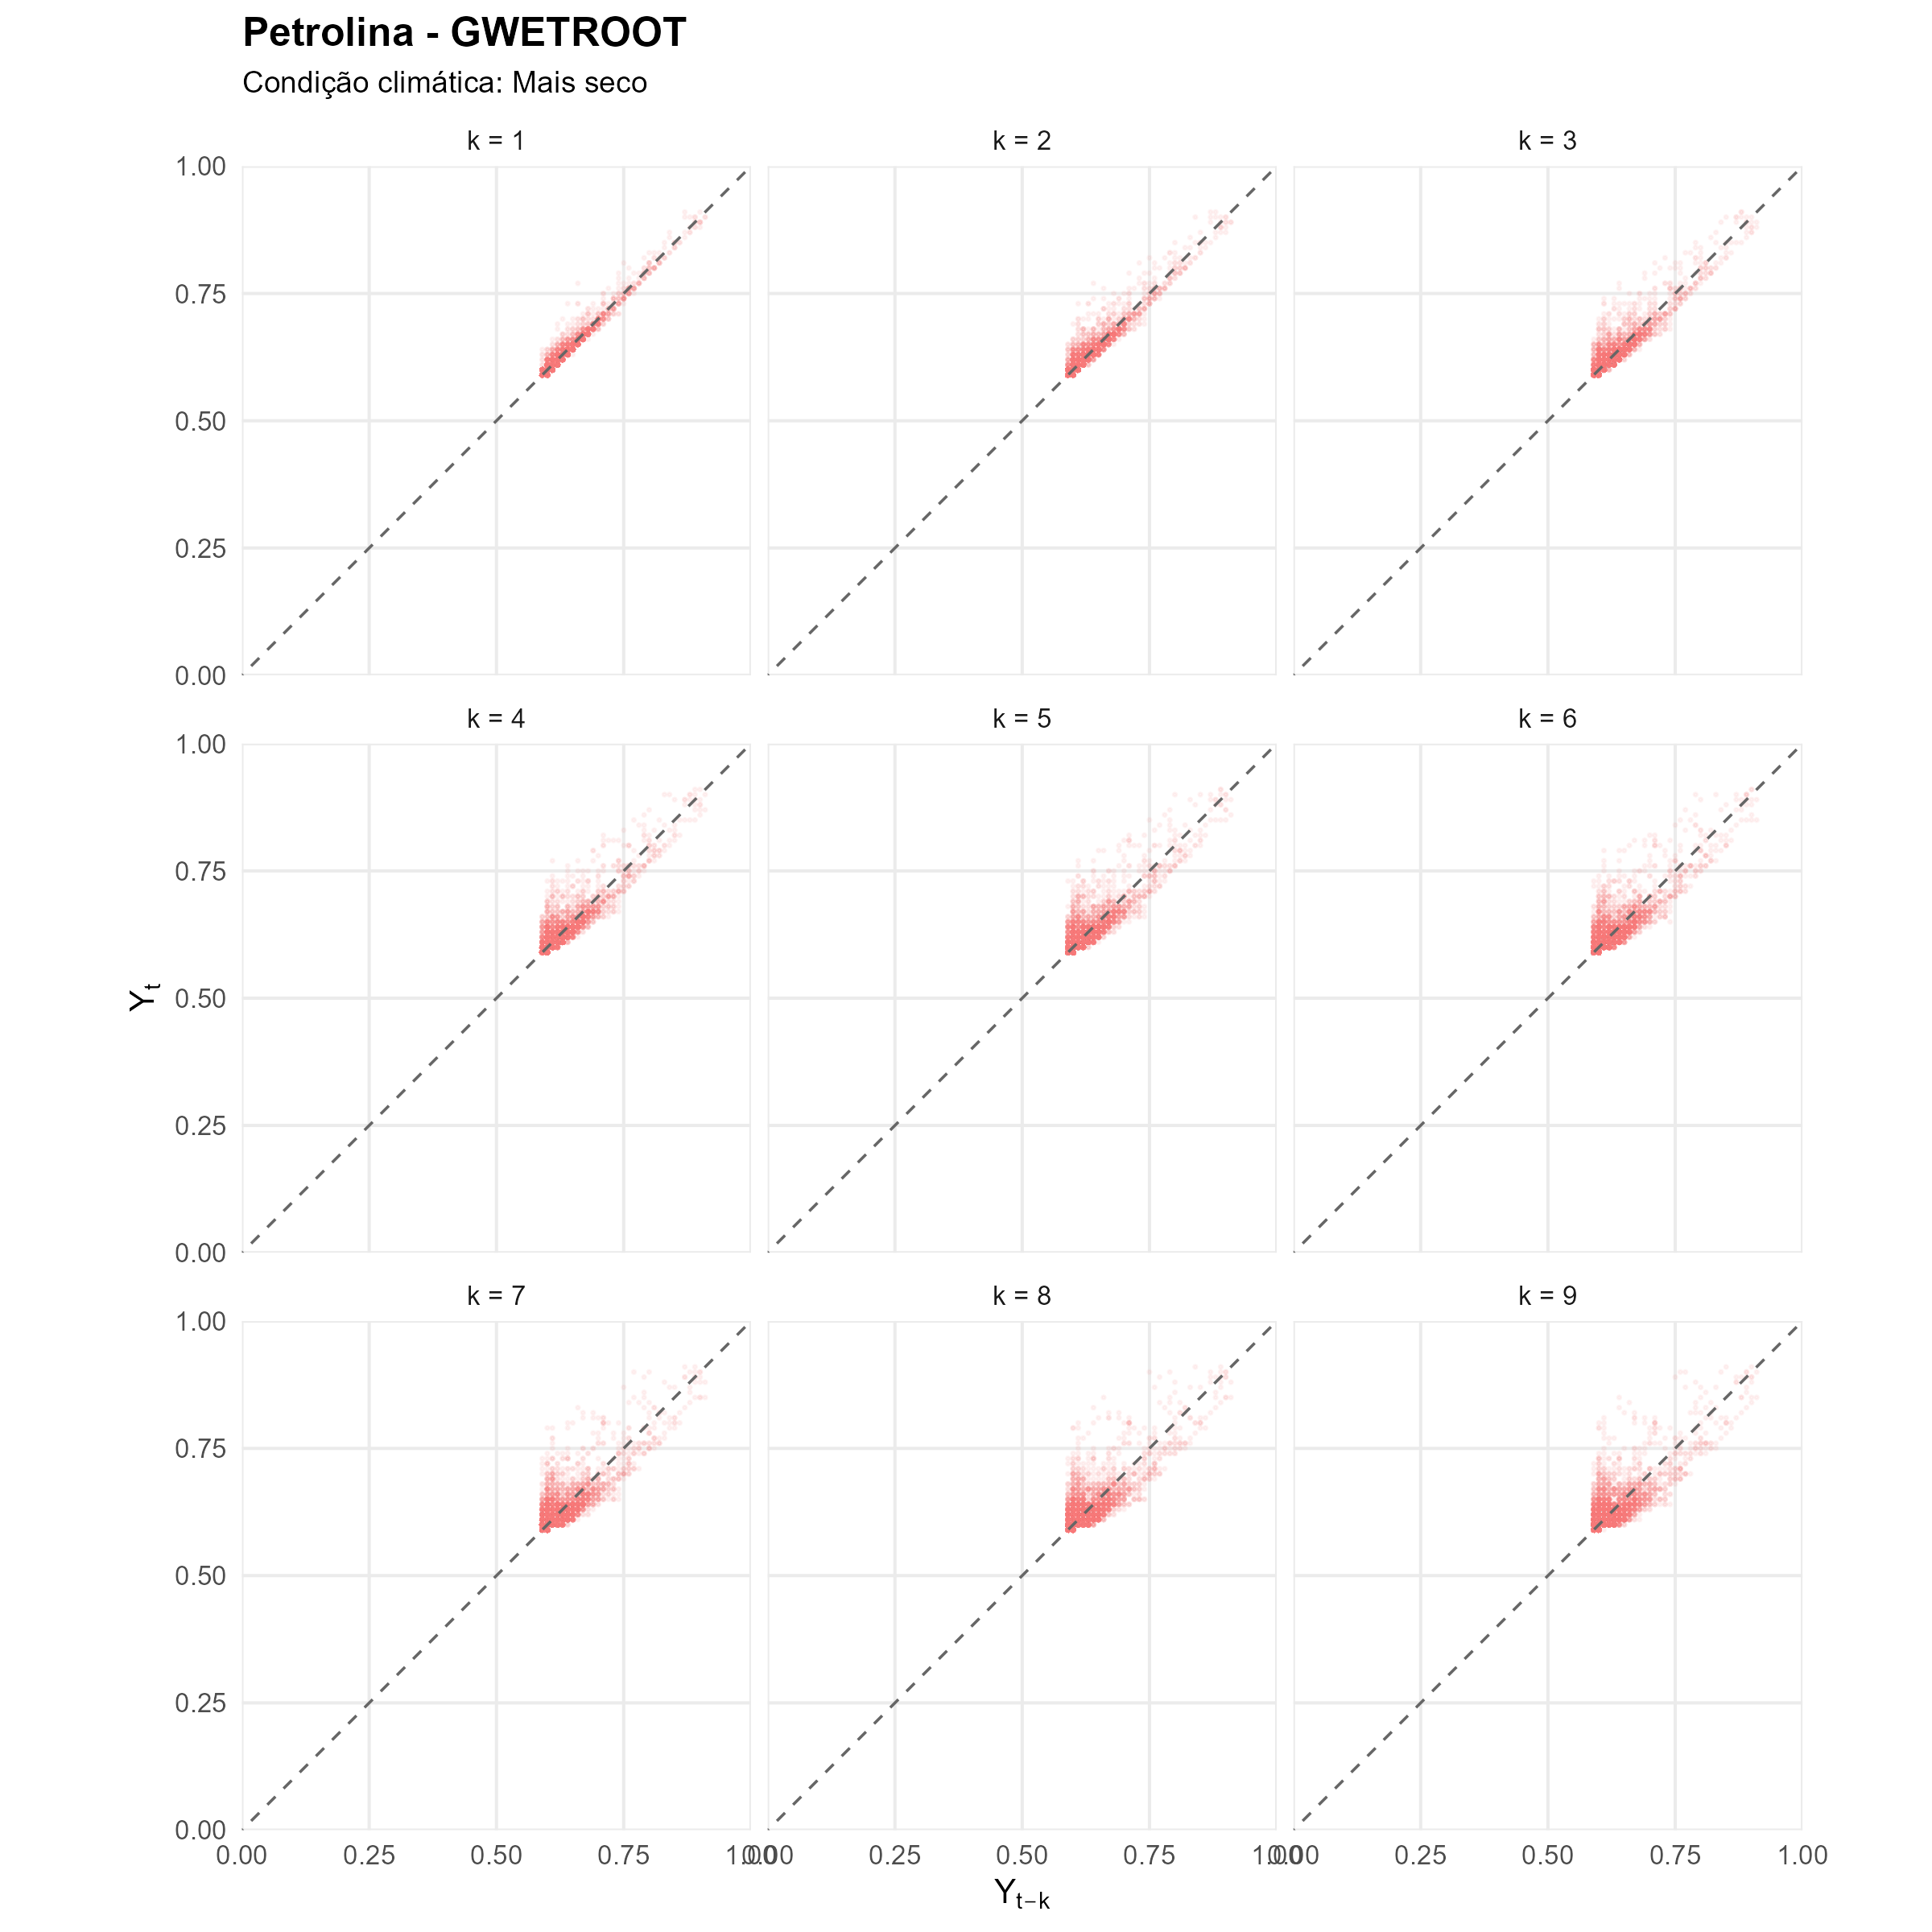 Petrolina - GWETROOT
Condição climática: Mais seco
k = 1 k = 2 k = 3
1.00
0.75
0.50
0.25
0.00
k = 4 k = 5 k = 6
1.00
0.75
0.50
0.25
0.00
Yt
k = 7 k = 8 k = 9
1.00
0.75
0.50
0.25
0.00
0.00 0.25 0.50 0.75 1.00 0.00 0.25 0.50 0.75 1.00 0.00 0.25 0.50 0.75 1.00
Yt−k